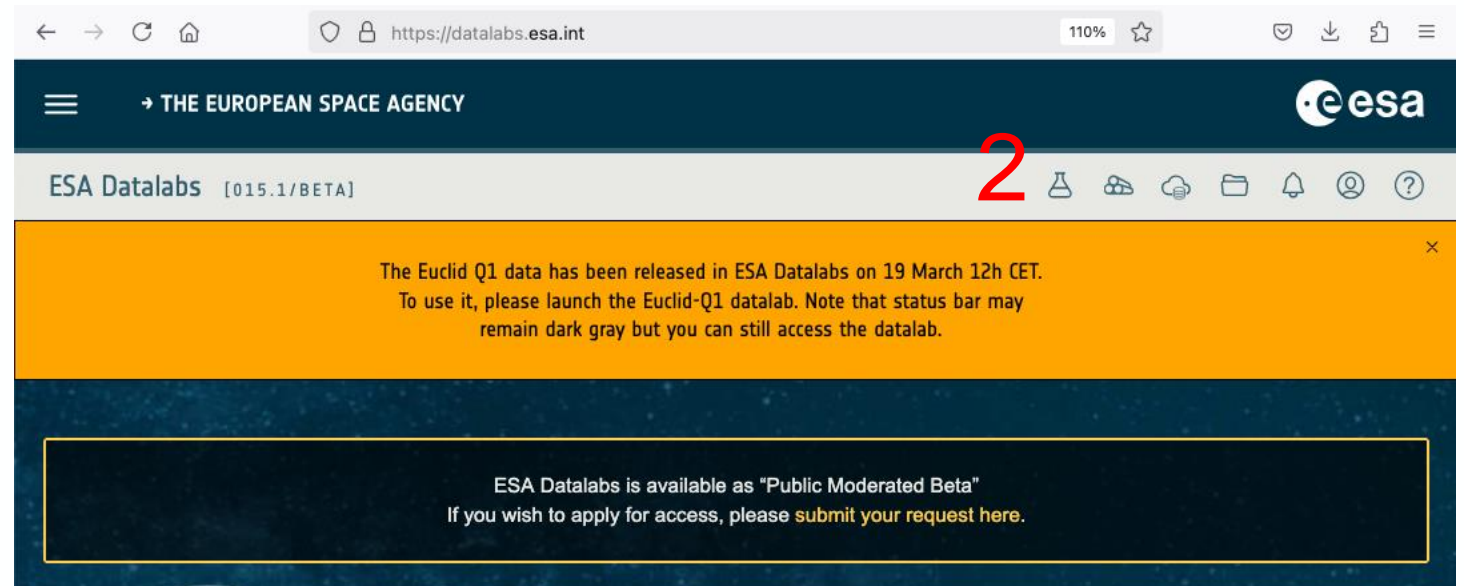 https://datalabs.esa.int
110%
→ THE EUROPEAN SPACE AGENCY
esa
2
ESA Datalabs [015.1/BETA]
The Euclid Q1 data has been released in ESA Datalabs on 19 March 12h CET.
To use it, please launch the Euclid-Q1 datalab. Note that status bar may
remain dark gray but you can still access the datalab.
ESA Datalabs is available as “Public Moderated Beta”
If you wish to apply for access, please submit your request here.